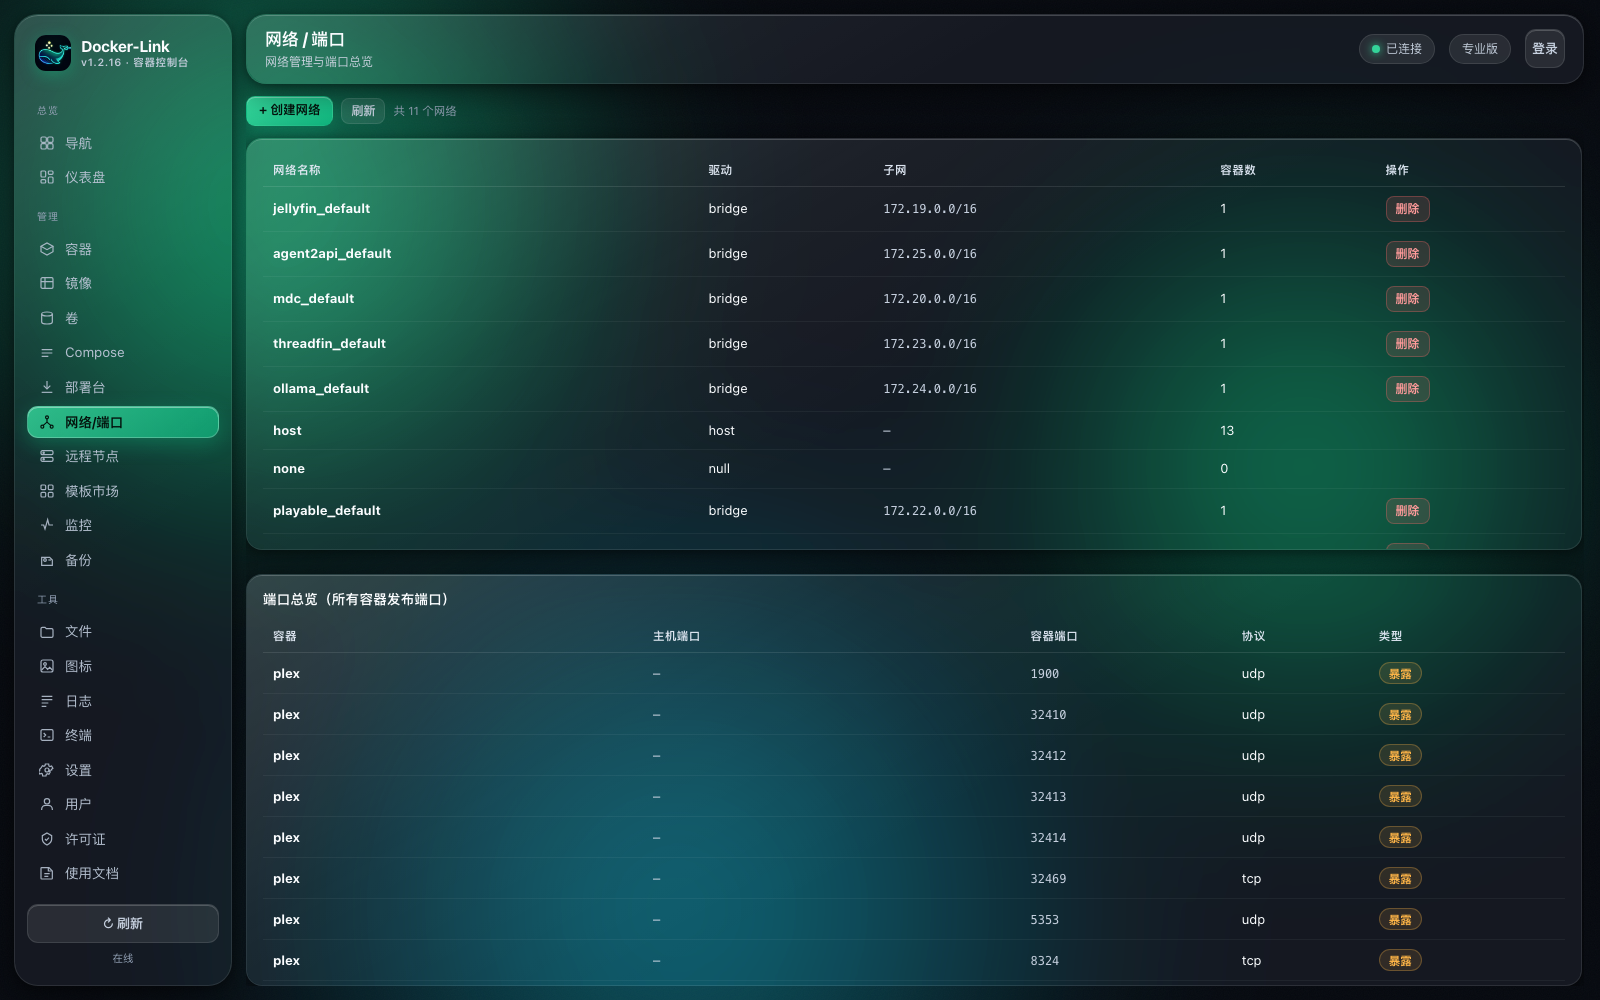 Docker-Link
v1.2.16 · 容器控制台
总览
导航
仪表盘
管理
容器
镜像
卷
Compose
部署台
网络/端口
远程节点
模板市场
监控
备份
工具
文件
图标
日志
终端
设置
用户
许可证
使用文档
刷新
在线
网络 / 端口
网络管理与端口总览
已连接
专业版
登录
+ 创建网络
刷新
共 11 个网络
网络名称 驱动 子网 容器数 操作
jellyfin_default bridge 172.19.0.0/16 1 删除
agent2api_default bridge 172.25.0.0/16 1 删除
mdc_default bridge 172.20.0.0/16 1 删除
threadfin_default bridge 172.23.0.0/16 1 删除
ollama_default bridge 172.24.0.0/16 1 删除
host host — 13
none null — 0
playable_default bridge 172.22.0.0/16 1 删除
端口总览（所有容器发布端口）
容器 主机端口 容器端口 协议 类型
plex — 1900 udp 暴露
plex — 32410 udp 暴露
plex — 32412 udp 暴露
plex — 32413 udp 暴露
plex — 32414 udp 暴露
plex — 32469 tcp 暴露
plex — 5353 udp 暴露
plex — 8324 tcp 暴露